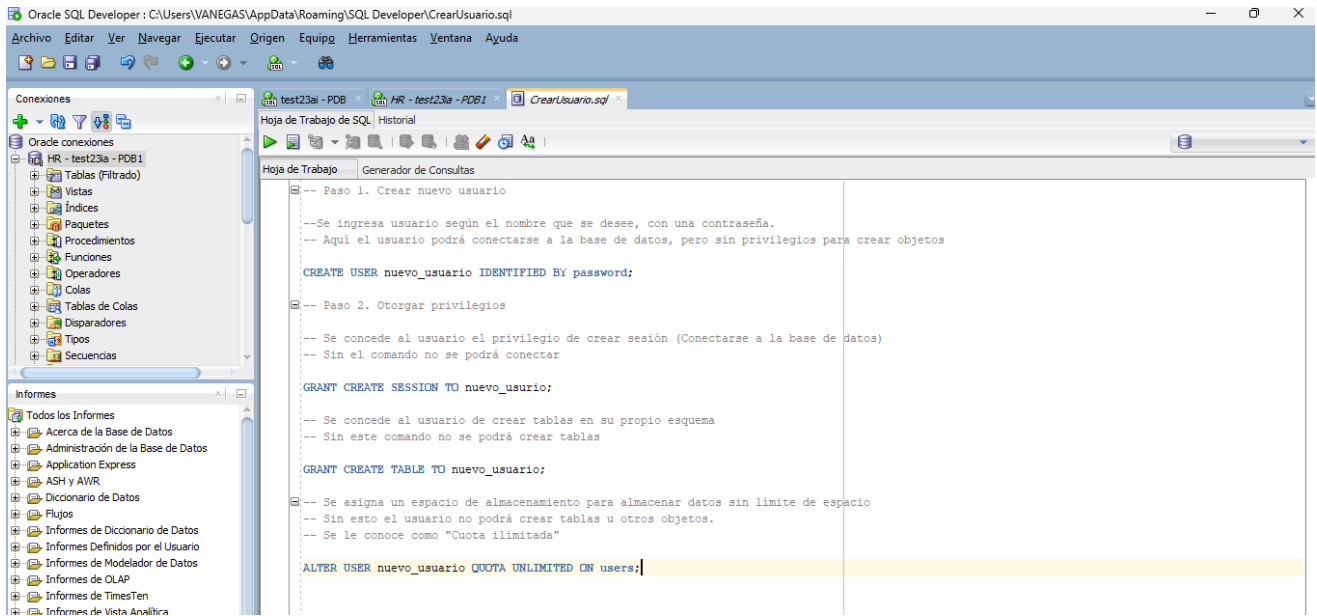 Oracle SQL Developer : C:\Users\VANEGAS\AppData\Roaming\SQL Developer\CrearUsuario.sql
Archivo Editar Ver Navegar Ejecutar Origen Equipo Herramientas Ventana Ayuda
Conexiones
Oracle conexiones
HR - test23ia - PDB1
Tablas (Filtrado)
Vistas
Índices
Paquetes
Procedimientos
Funciones
Operadores
Colas
Tablas de Colas
Disparadores
Tipos
Secuencias
Informes
Todos los Informes
Acerca de la Base de Datos
Administración de la Base de Datos
Application Express
ASH y AWR
Diccionario de Datos
Flujos
Informes de Diccionario de Datos
Informes Definidos por el Usuario
Informes de Modelador de Datos
Informes de OLAP
Informes de TimesTen
Informes de Vista Analítica
test23ai - PDB
HR - test23ia - PDB1
CrearUsuario.sql
Hoja de Trabajo de SQL Historial
Hoja de Trabajo Generador de Consultas
-- Paso 1. Crear nuevo usuario
--Se ingresa usuario según el nombre que se desee, con una contraseña.
-- Aquí el usuario podrá conectarse a la base de datos, pero sin privilegios para crear objetos
CREATE USER nuevo_usuario IDENTIFIED BY password;
-- Paso 2. Otorgar privilegios
-- Se concede al usuario el privilegio de crear sesión (Conectarse a la base de datos)
-- Sin el comando no se podrá conectar
GRANT CREATE SESSION TO nuevo_usurio;
-- Se concede al usuario de crear tablas en su propio esquema
-- Sin este comando no se podrá crear tablas
GRANT CREATE TABLE TO nuevo_usuario;
-- Se asigna un espacio de almacenamiento para almacenar datos sin límite de espacio
-- Sin esto el usuario no podrá crear tablas u otros objetos.
-- Se le conoce como "Cuota ilimitada"
ALTER USER nuevo_usuario QUOTA UNLIMITED ON users;